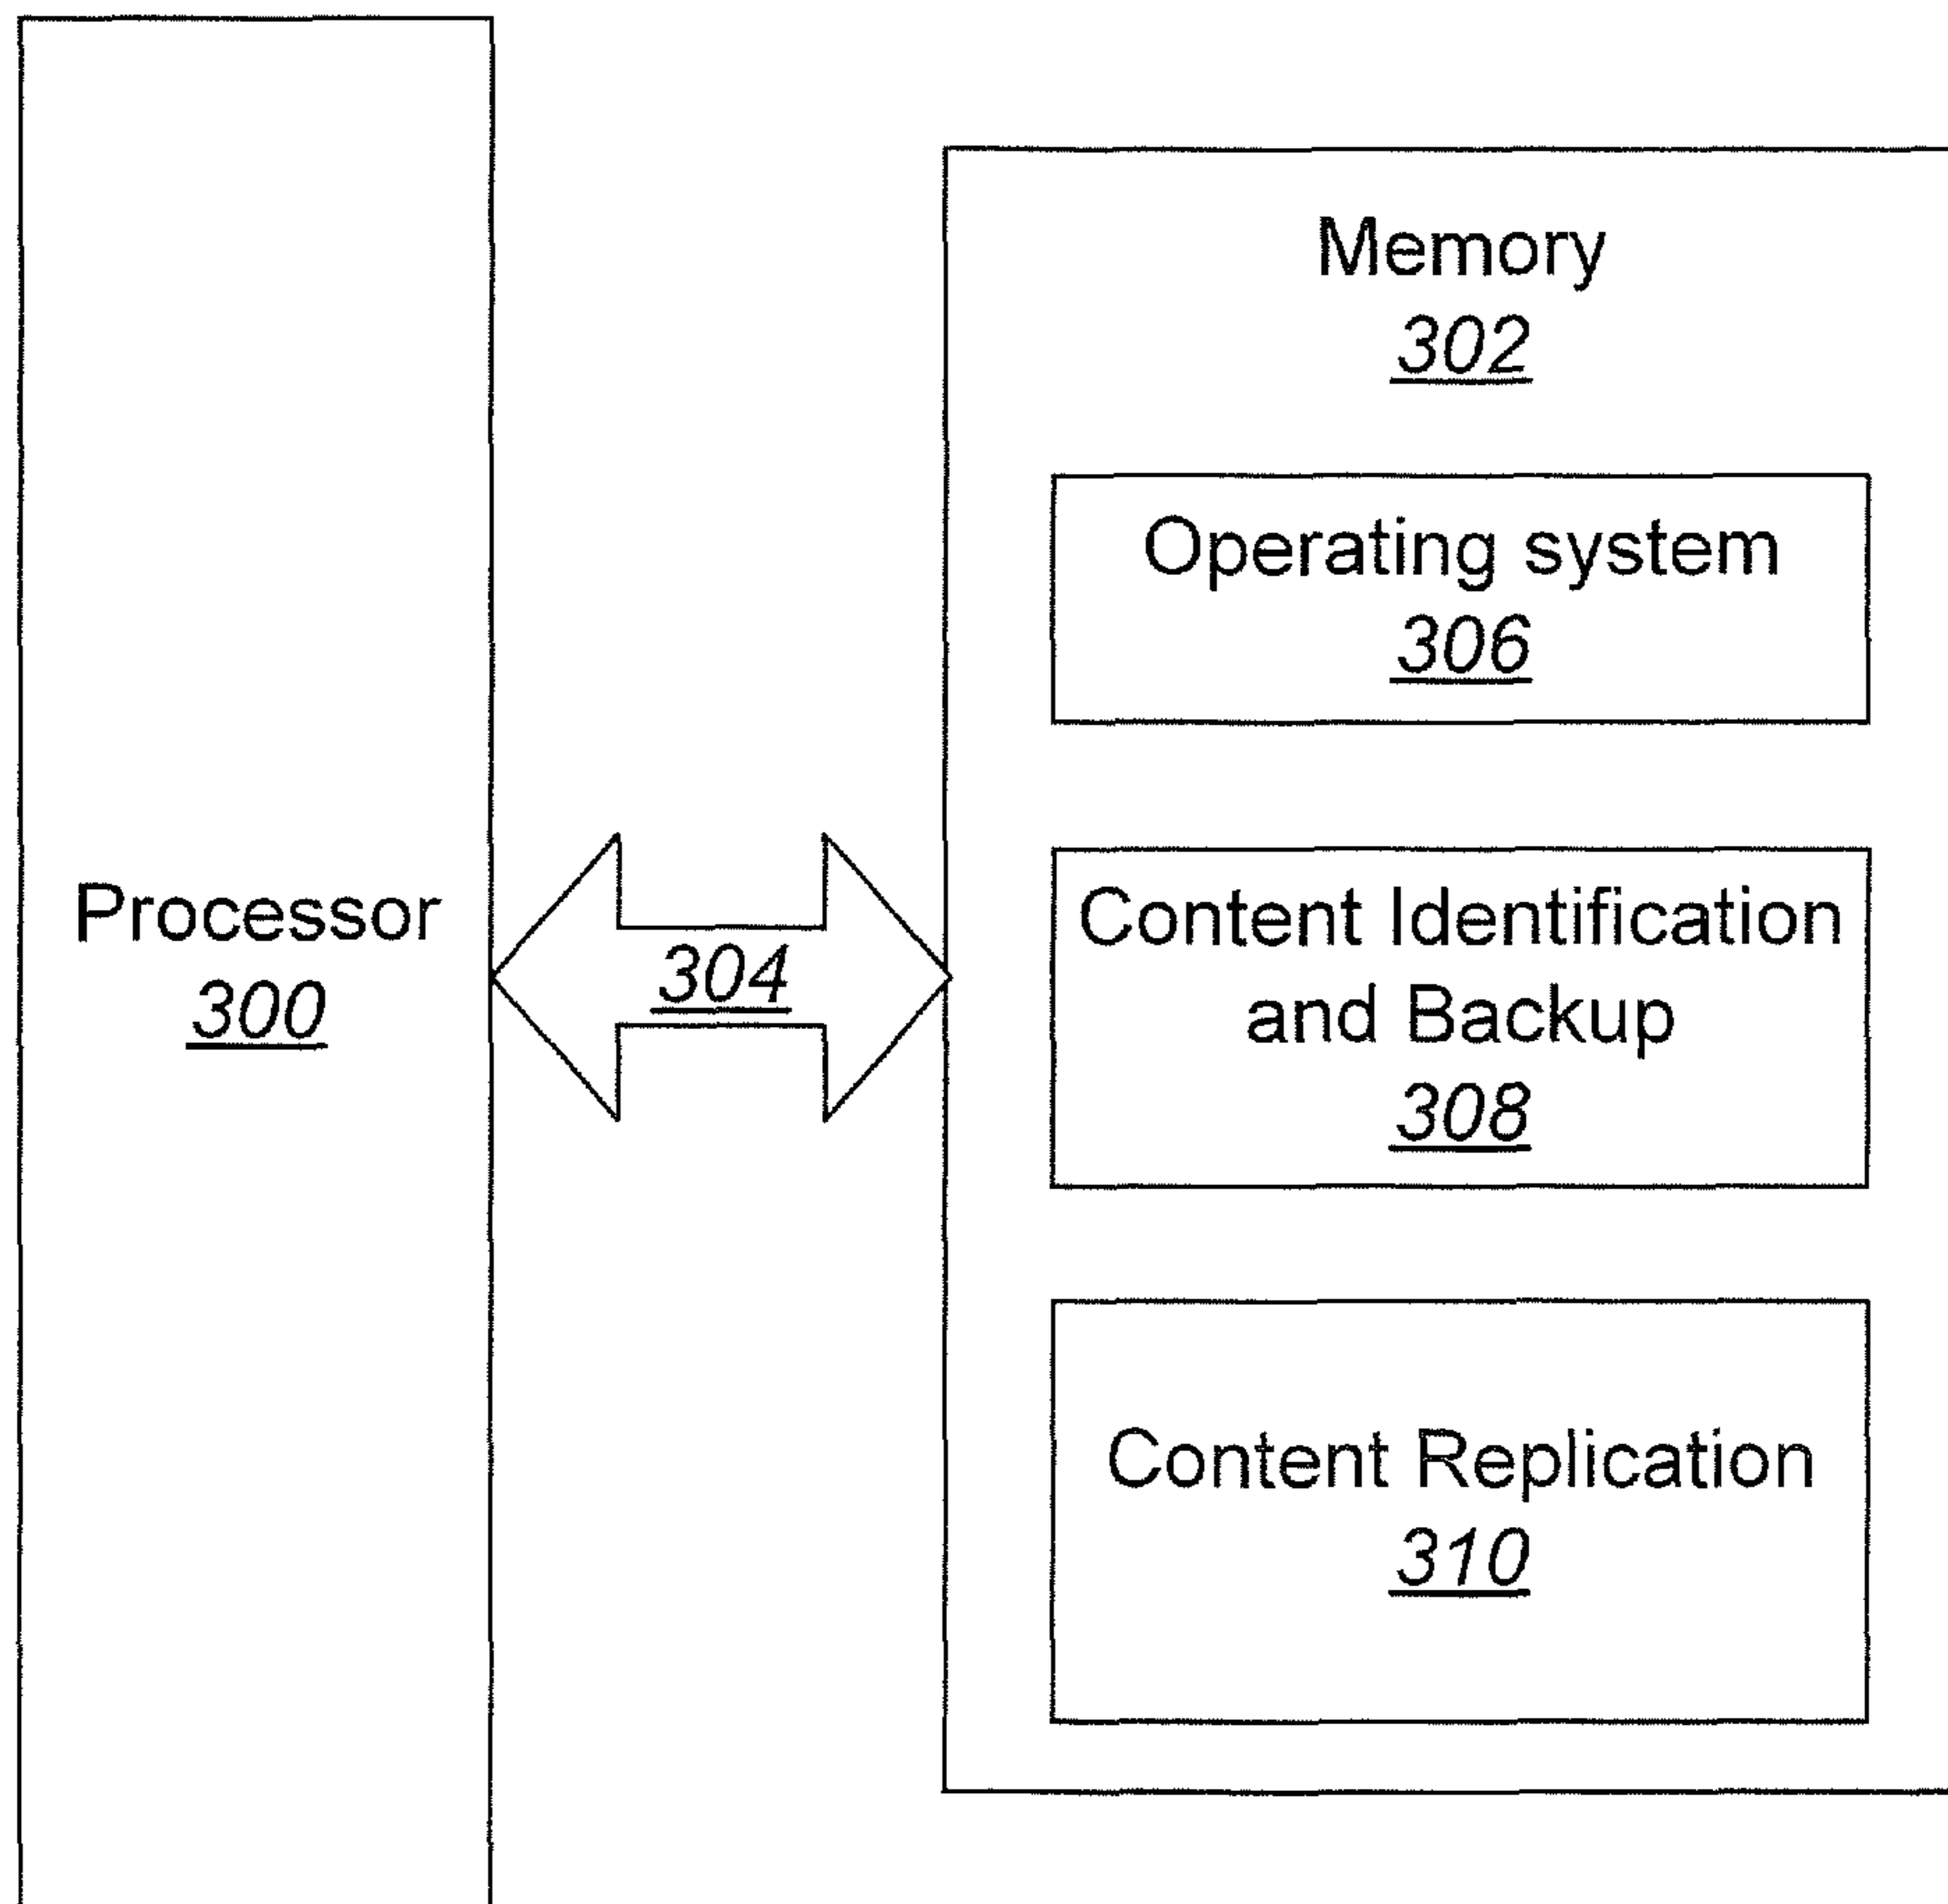 Processor
300
304
Memory
302
Operating system
306
Content Identification
and Backup
308
Content Replication
310